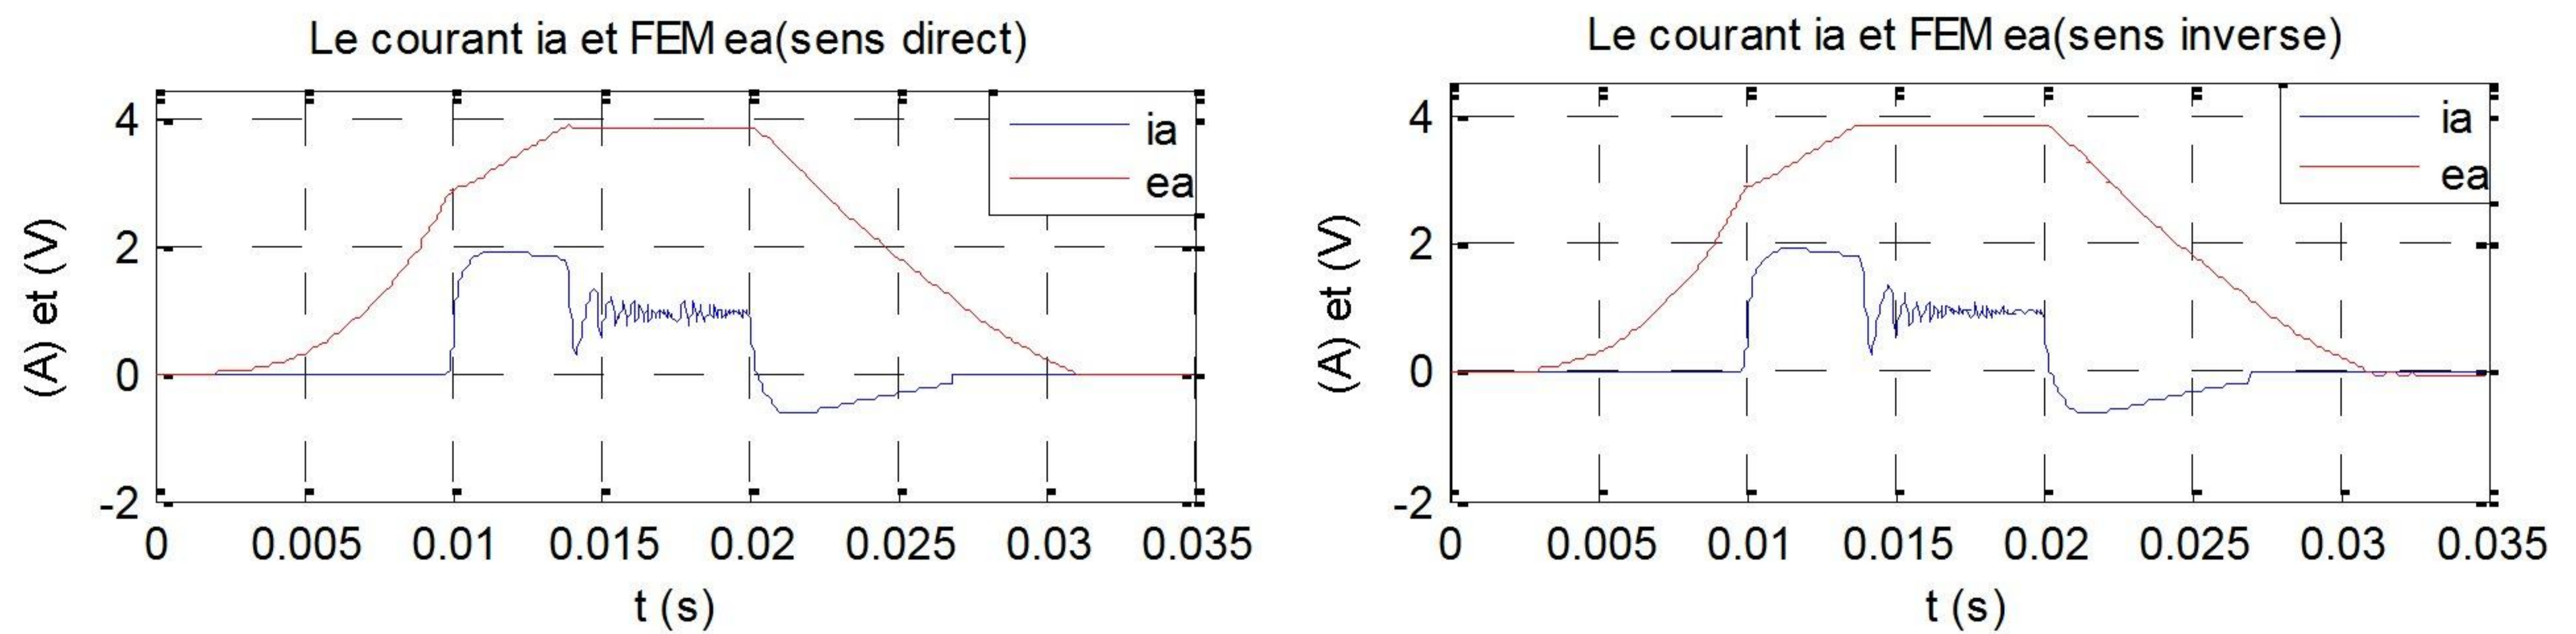 Le courant ia et FEM ea(sens direct)
4
2
0
-2
(A) et (V)
0 0.005 0.01 0.015 0.02 0.025 0.03 0.035
t (s)
ia
ea
Le courant ia et FEM ea(sens inverse)
4
2
0
-2
(A) et (V)
0 0.005 0.01 0.015 0.02 0.025 0.03 0.035
t (s)
ia
ea